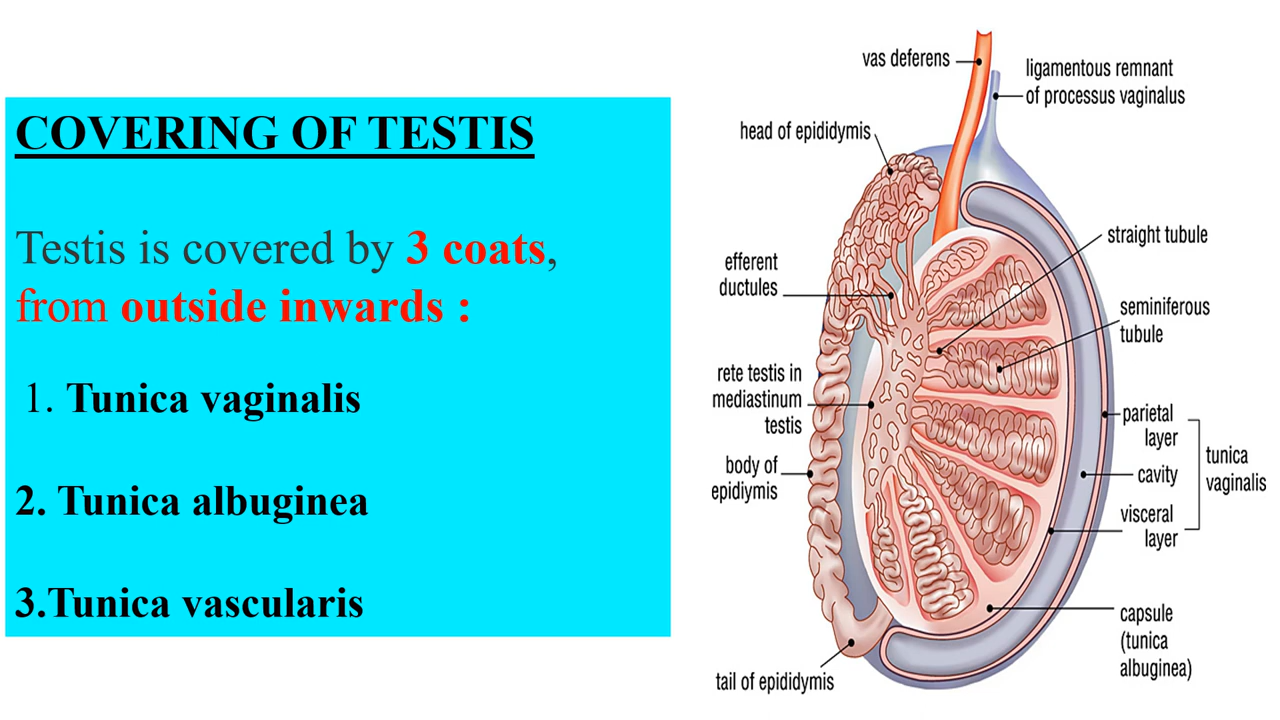 COVERING OF TESTIS
Testis is covered by 3 coats,
from outside inwards :
1. Tunica vaginalis
2. Tunica albuginea
3.Tunica vascularis
vas deferens
ligamentous remnant
of processus vaginalus
head of epididymis
straight tubule
efferent
ductules
seminiferous
tubule
rete testis in
mediastinum
testis
parietal
layer
cavity
tunica
vaginalis
visceral
layer
body of
epidiymis
capsule
(tunica
albuginea)
tail of epididymis